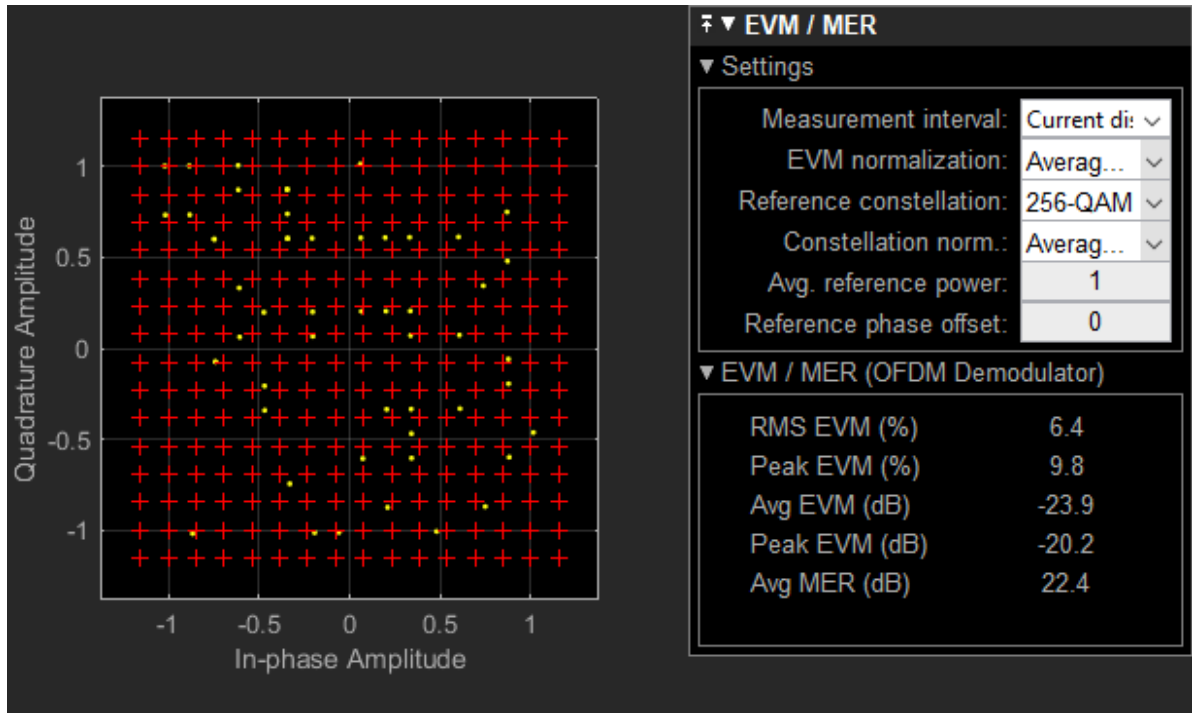 EVM / MER
Settings
Measurement interval: Current di:
EVM normalization: Averag...
Reference constellation: 256-QAM
Constellation norm.: Averag...
Avg. reference power: 1
Reference phase offset: 0
EVM / MER (OFDM Demodulator)
RMS EVM (%) 6.4
Peak EVM (%) 9.8
Avg EVM (dB) -23.9
Peak EVM (dB) -20.2
Avg MER (dB) 22.4
Quadrature Amplitude
1
0.5
0
-0.5
-1
-1 -0.5 0 0.5 1
In-phase Amplitude